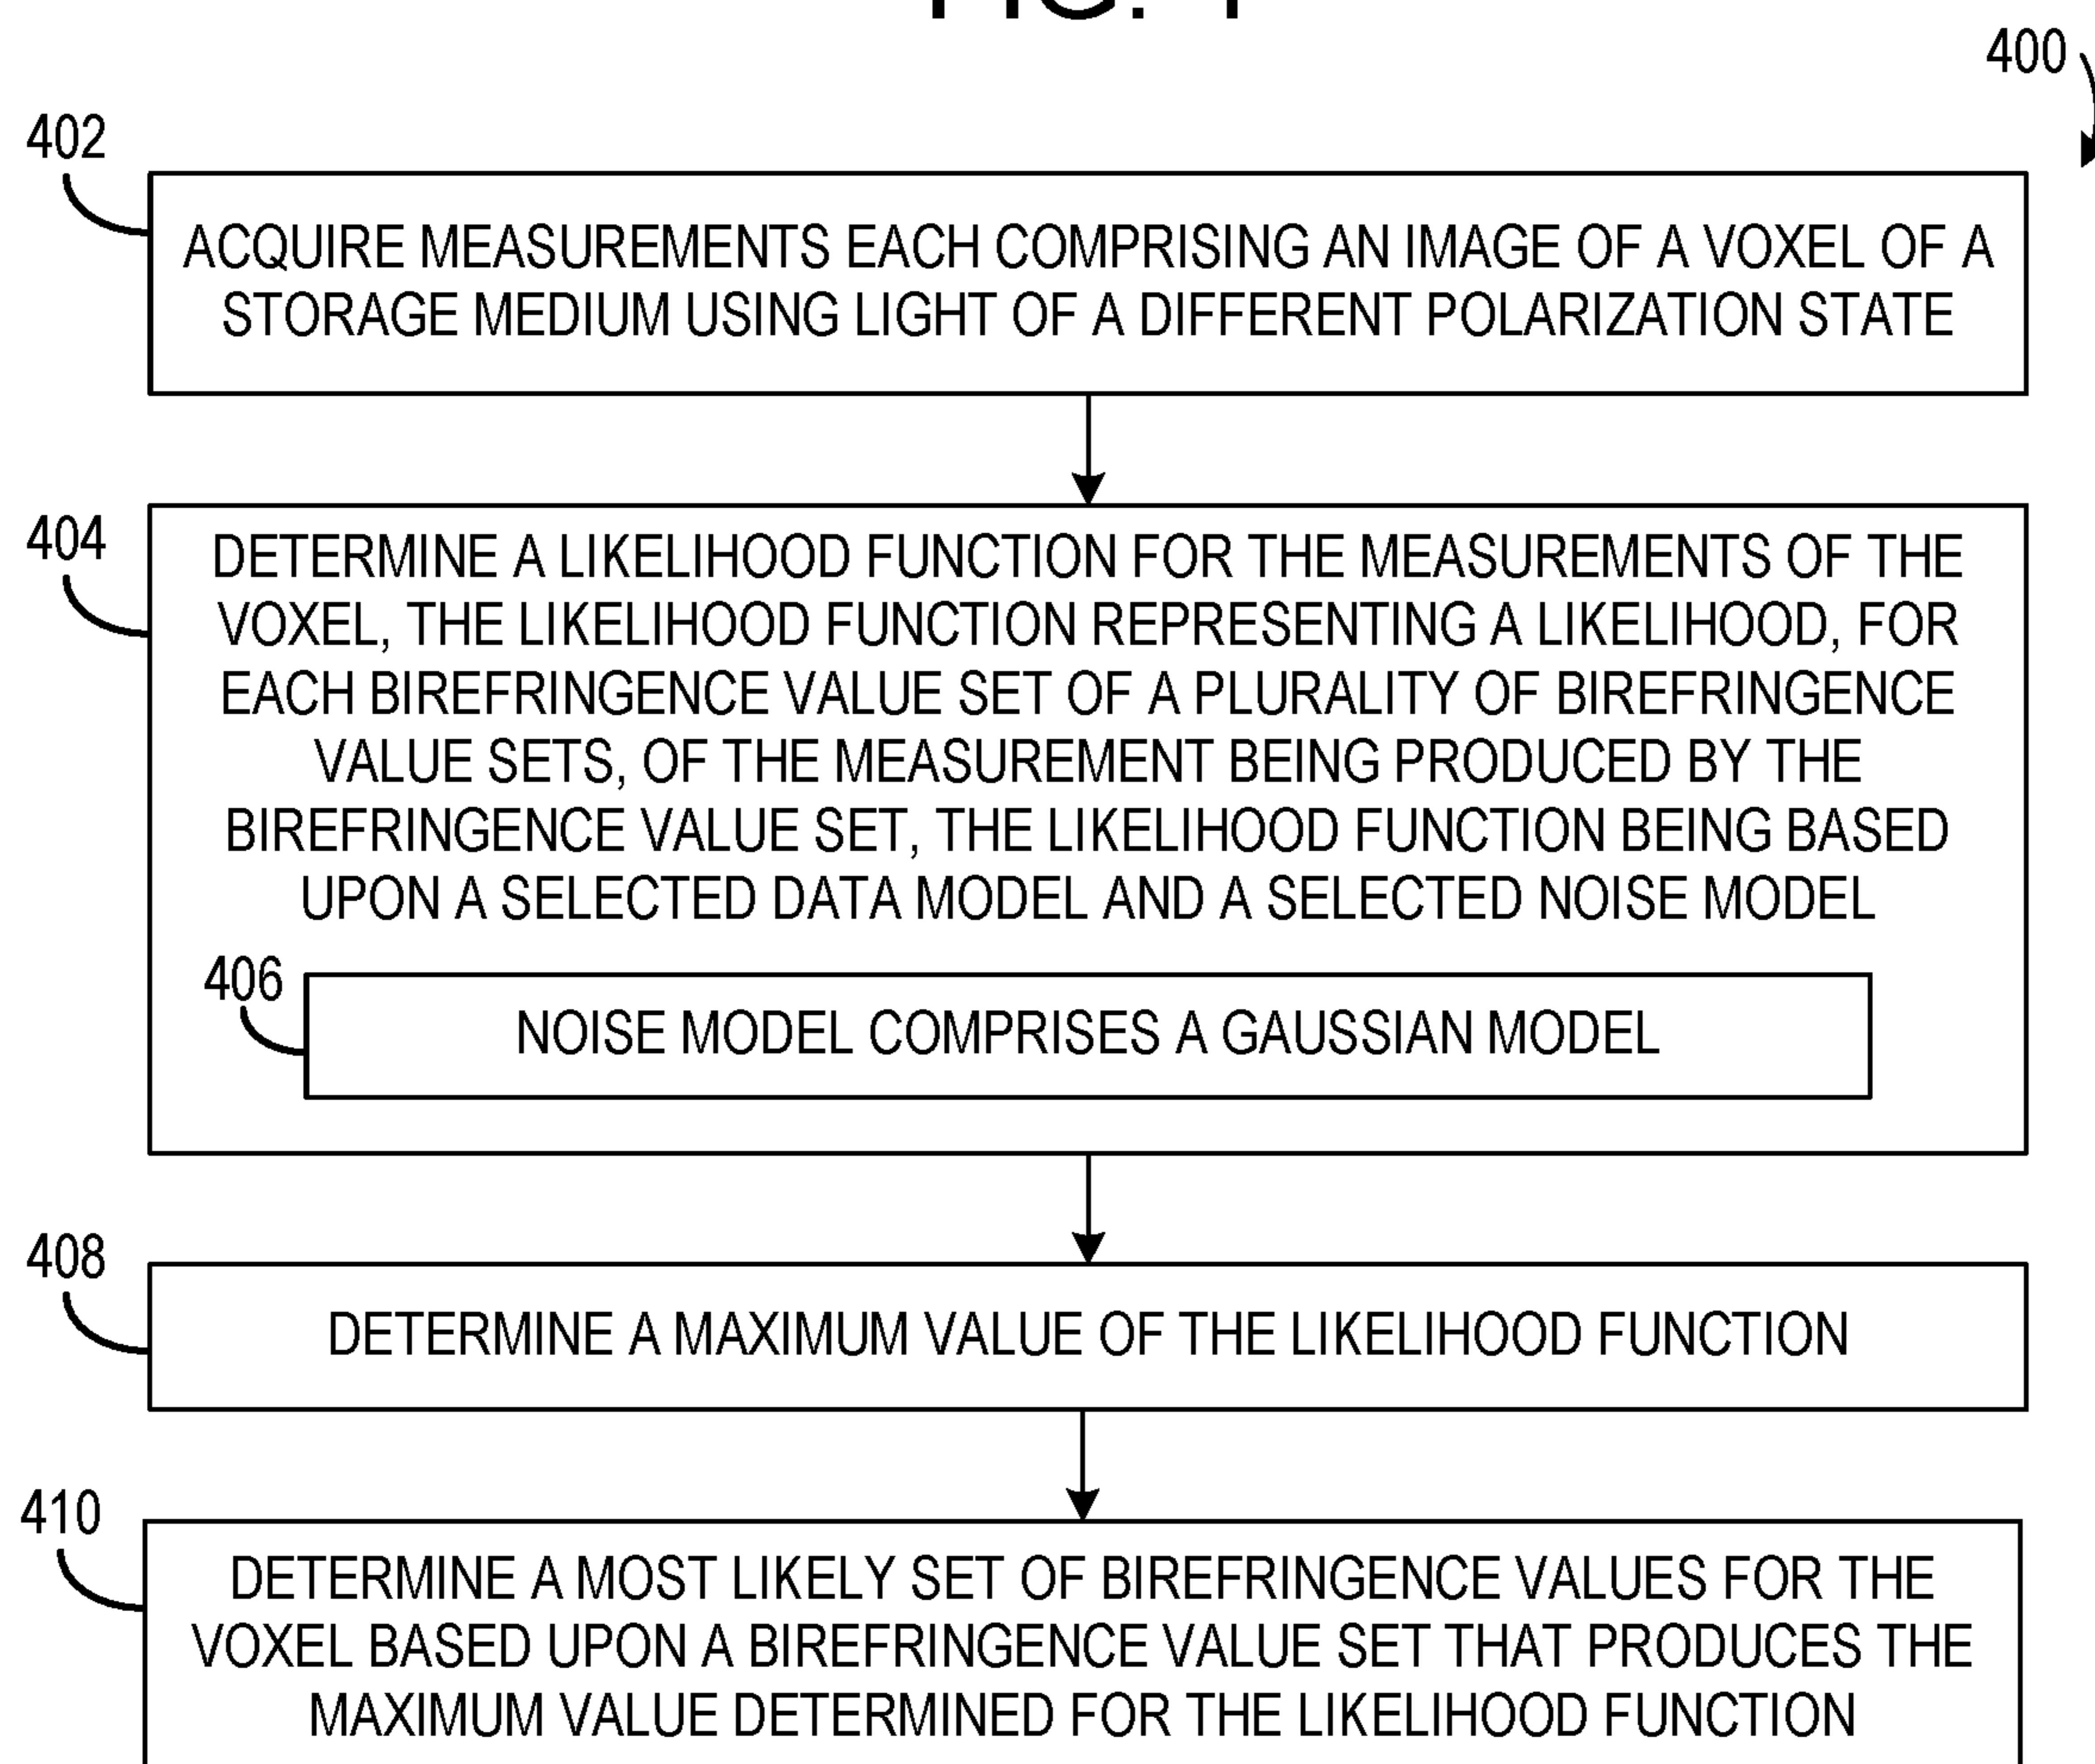 400
402
ACQUIRE MEASUREMENTS EACH COMPRISING AN IMAGE OF A VOXEL OF A
STORAGE MEDIUM USING LIGHT OF A DIFFERENT POLARIZATION STATE
404
DETERMINE A LIKELIHOOD FUNCTION FOR THE MEASUREMENTS OF THE
VOXEL, THE LIKELIHOOD FUNCTION REPRESENTING A LIKELIHOOD, FOR
EACH BIREFRINGENCE VALUE SET OF A PLURALITY OF BIREFRINGENCE
VALUE SETS, OF THE MEASUREMENT BEING PRODUCED BY THE
BIREFRINGENCE VALUE SET, THE LIKELIHOOD FUNCTION BEING BASED
UPON A SELECTED DATA MODEL AND A SELECTED NOISE MODEL
406
NOISE MODEL COMPRISES A GAUSSIAN MODEL
408
DETERMINE A MAXIMUM VALUE OF THE LIKELIHOOD FUNCTION
410
DETERMINE A MOST LIKELY SET OF BIREFRINGENCE VALUES FOR THE
VOXEL BASED UPON A BIREFRINGENCE VALUE SET THAT PRODUCES THE
MAXIMUM VALUE DETERMINED FOR THE LIKELIHOOD FUNCTION